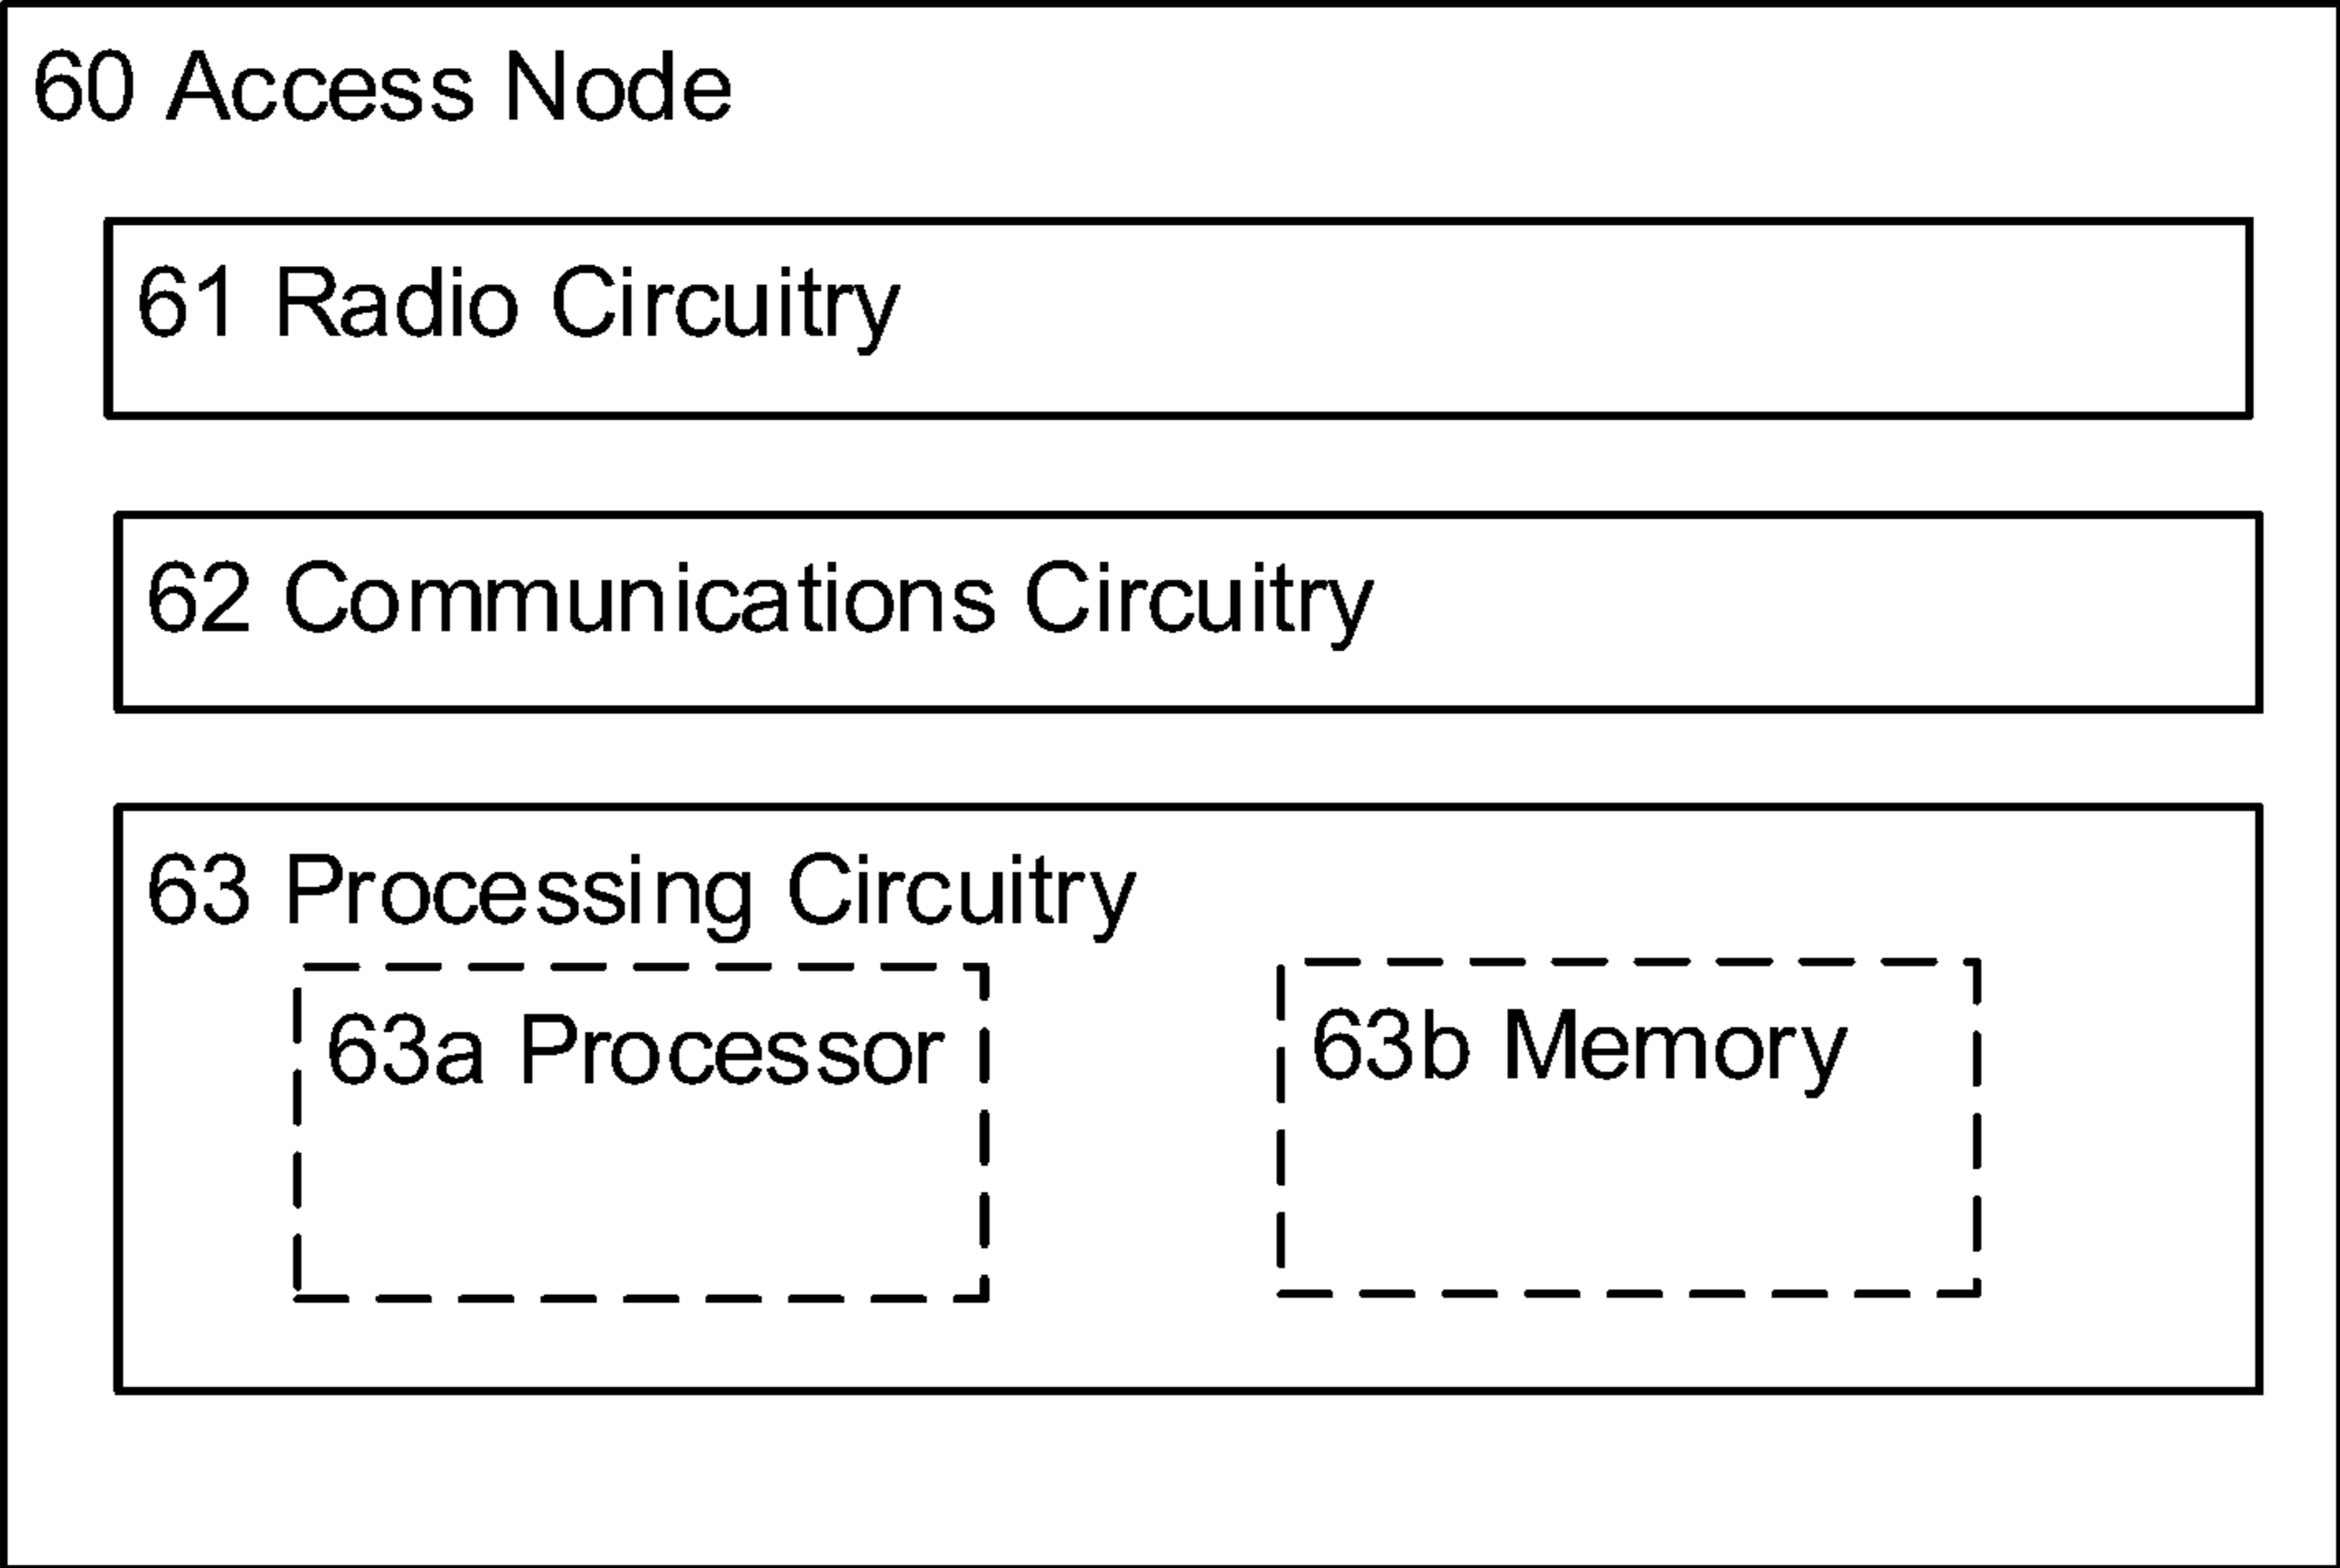 60 Access Node
61 Radio Circuitry
62 Communications Circuitry
63 Processing Circuitry
63a Processor
63b Memory